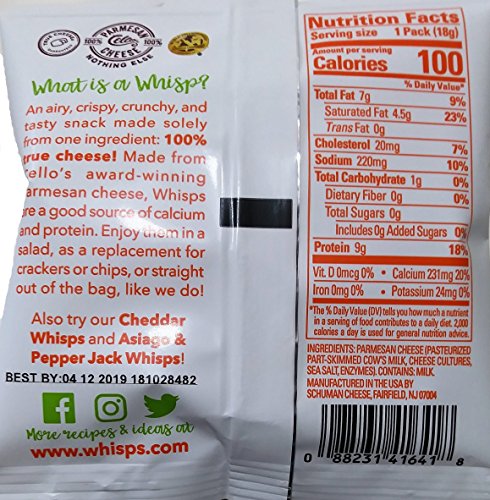 PARMESAN
100% Cello 100%
CHEESE
NOTHING ELSE
What is a Whisp?
An airy, crispy, crunchy, and
tasty snack made solely
from one ingredient: 100%
true cheese! Made from
ello's award-winning
parmesan cheese, Whisps
are a good source of calcium
and protein. Enjoy them in a
salad, as a replacement for
crackers or chips, or straight
out of the bag, like we do!
Also try our Cheddar
Whisps and Asiago &
Pepper Jack Whisps!
BEST BY:04 12 2019 181028482
More recipes & ideas at
www.whisps.com
Nutrition Facts
Serving size 1 Pack (18g)
Amount per serving
Calories 100
% Daily Value*
Total Fat 7g 9%
Saturated Fat 4.5g 23%
Trans Fat 0g
Cholesterol 20mg 7%
Sodium 220mg 10%
Total Carbohydrate 1g 0%
Dietary Fiber 0g 0%
Total Sugars 0g
Includes 0g Added Sugars 0%
Protein 9g 18%
Vit. D 0mcg 0% • Calcium 231mg 20%
Iron 0mg 0% • Potassium 24mg 0%
*The % Daily Value (DV) tells you how much a nutrient
in a serving of food contributes to a daily diet. 2,000
calories a day is used for general nutrition advice.
INGREDIENTS: PARMESAN CHEESE (PASTEURIZED
PART-SKIMMED COW'S MILK, CHEESE CULTURES,
SEA SALT, ENZYMES). CONTAINS: MILK.
MANUFACTURED IN THE USA BY
SCHUMAN CHEESE, FAIRFIELD, NJ 07004
0 88231 41641 8